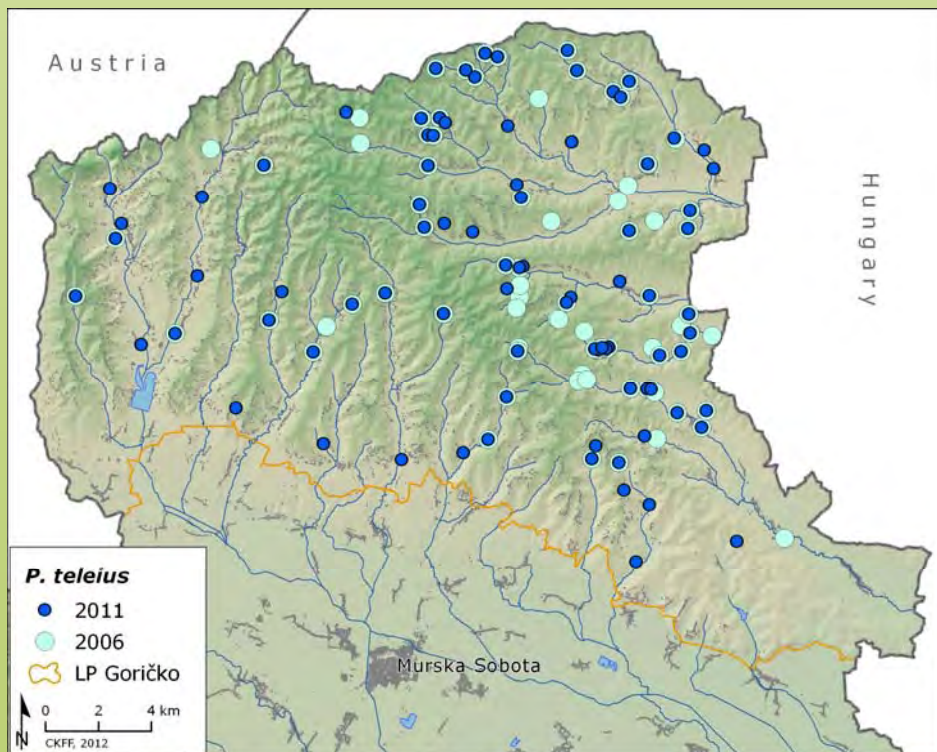 Austria
Hungary
P. teleius
2011
2006
LP Goričko
Murska Sobota
N
0 2 4 km
CKFF, 2012